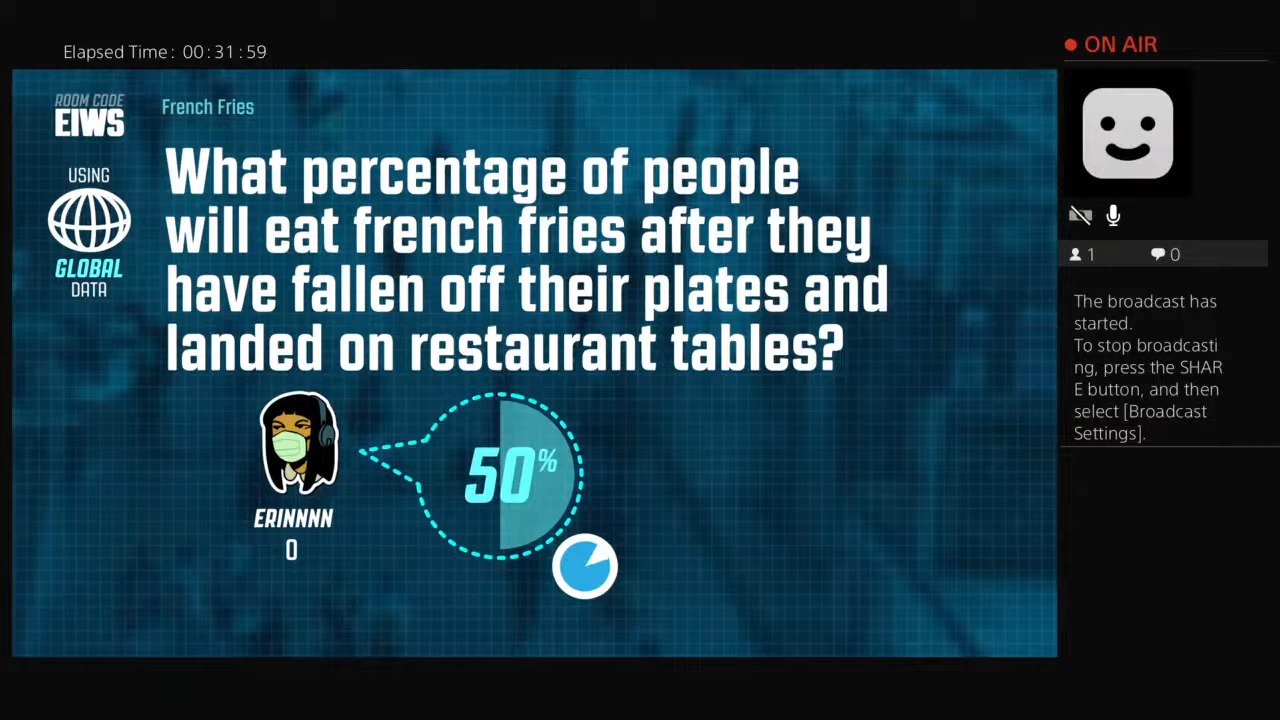 Elapsed Time: 00:31:59
ON AIR
ROOM CODE
EIWS
French Fries
What percentage of people
will eat french fries after they
have fallen off their plates and
landed on restaurant tables?
USING
GLOBAL
DATA
50%
ERINNNN
0
1
0
The broadcast has
started.
To stop broadcasti
ng, press the SHAR
E button, and then
select [Broadcast
Settings].